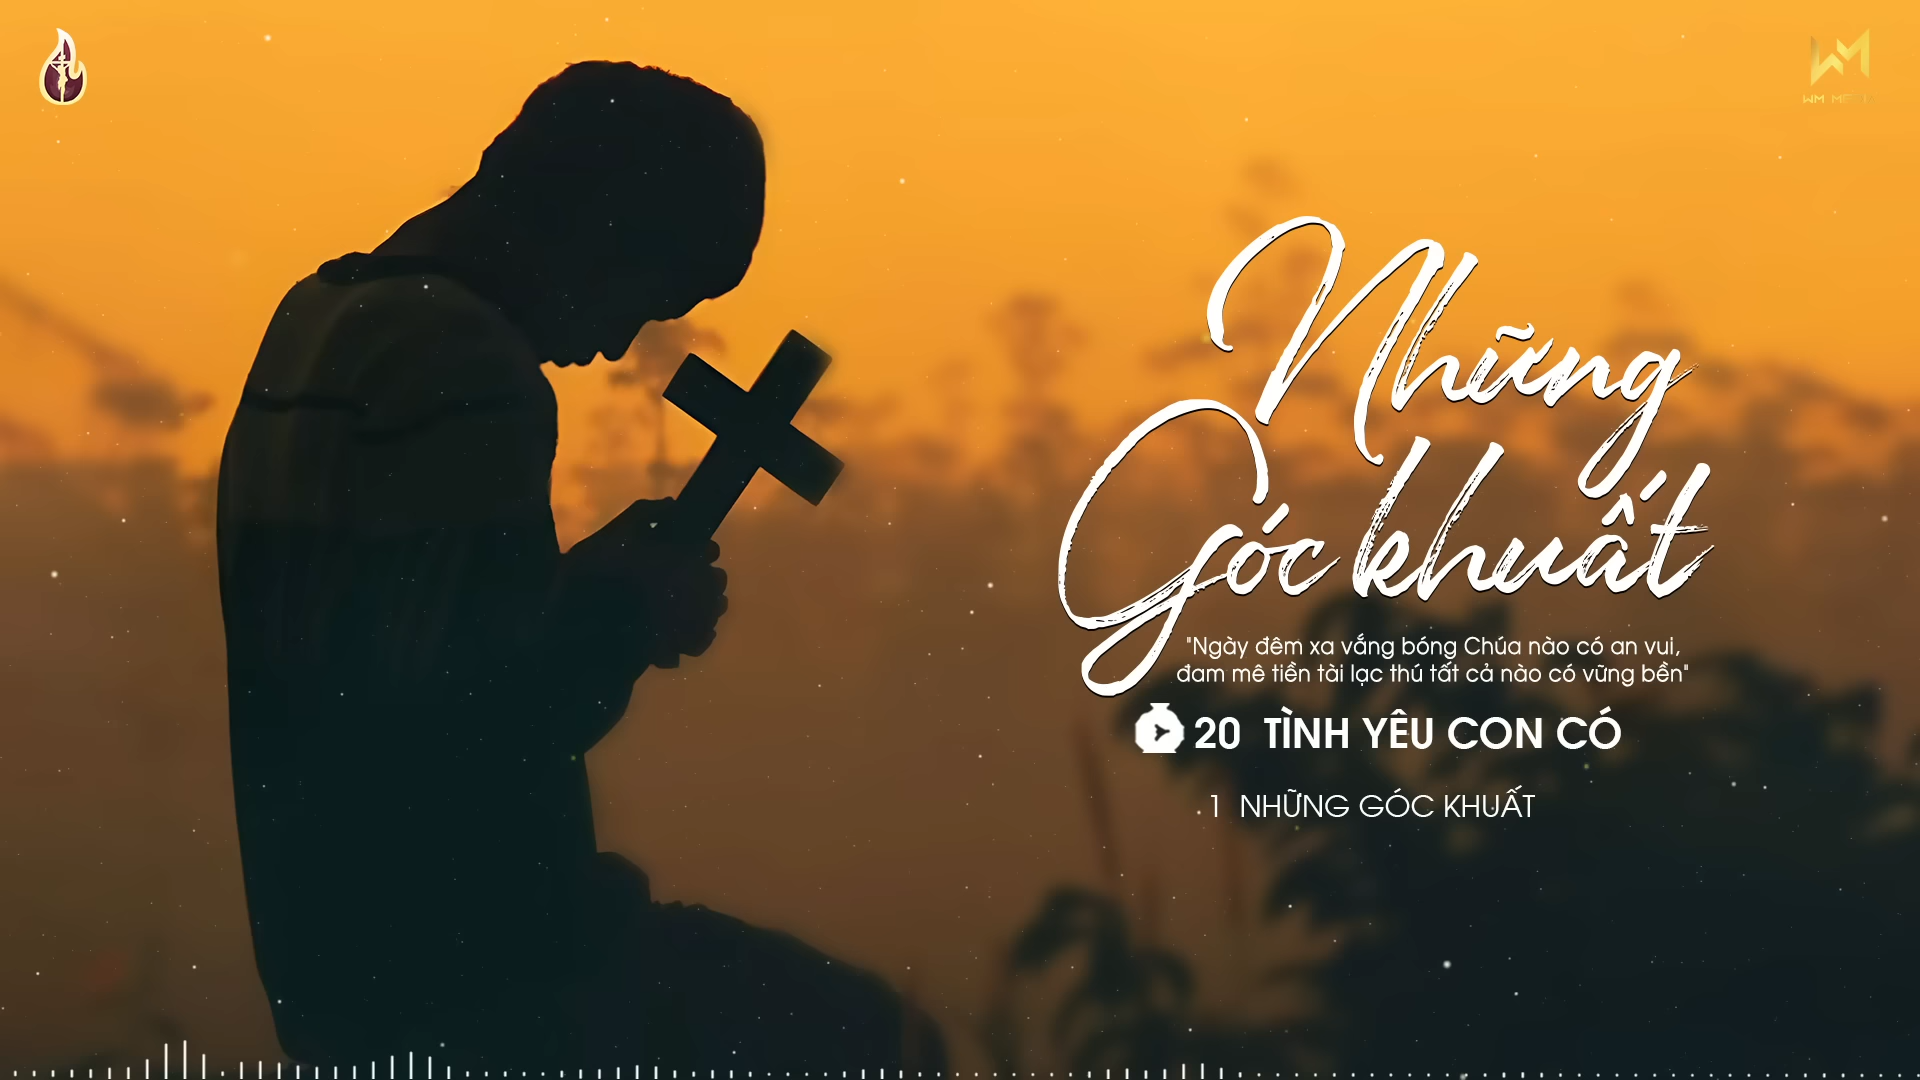 Những
Góc khuất
"Ngày đêm xa vắng bóng Chúa nào có an vui,
đam mê tiền tài lạc thú tất cả nào có vững bền"
20 TÌNH YÊU CON CÓ
1 NHỮNG GÓC KHUẤT